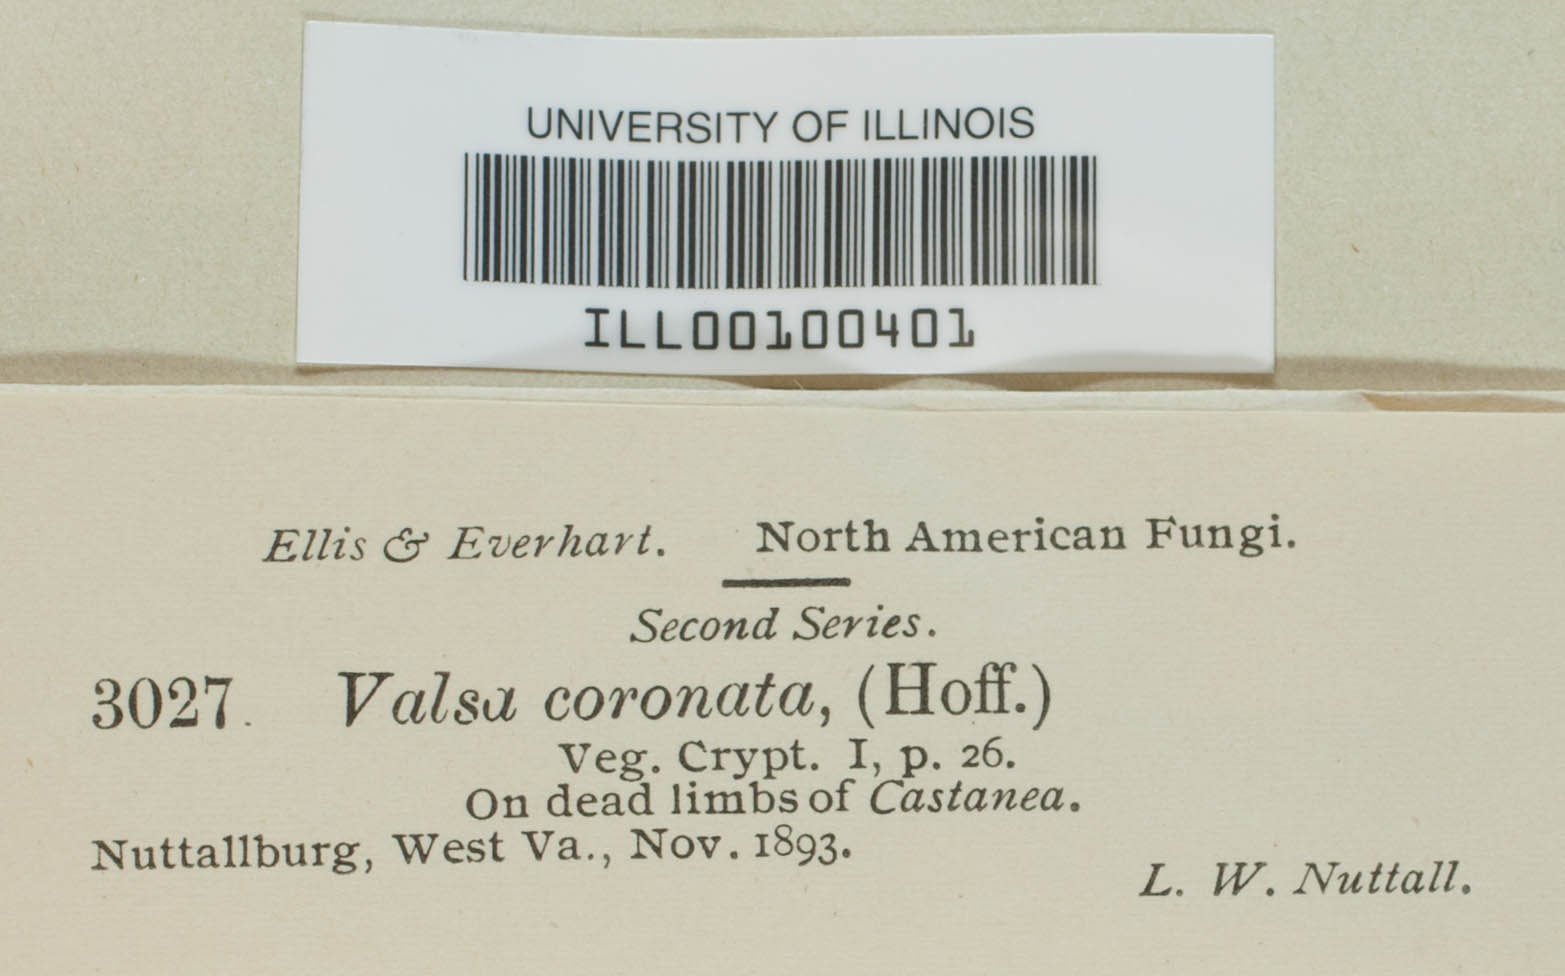 UNIVERSITY OF ILLINOIS
ILL00100401
Ellis & Everhart. North American Fungi.
Second Series.
3027. Valsa coronata, (Hoff.)
Veg. Crypt. I, p. 26.
On dead limbs of Castanea.
Nuttallburg, West Va., Nov. 1893.
L. W. Nuttall.